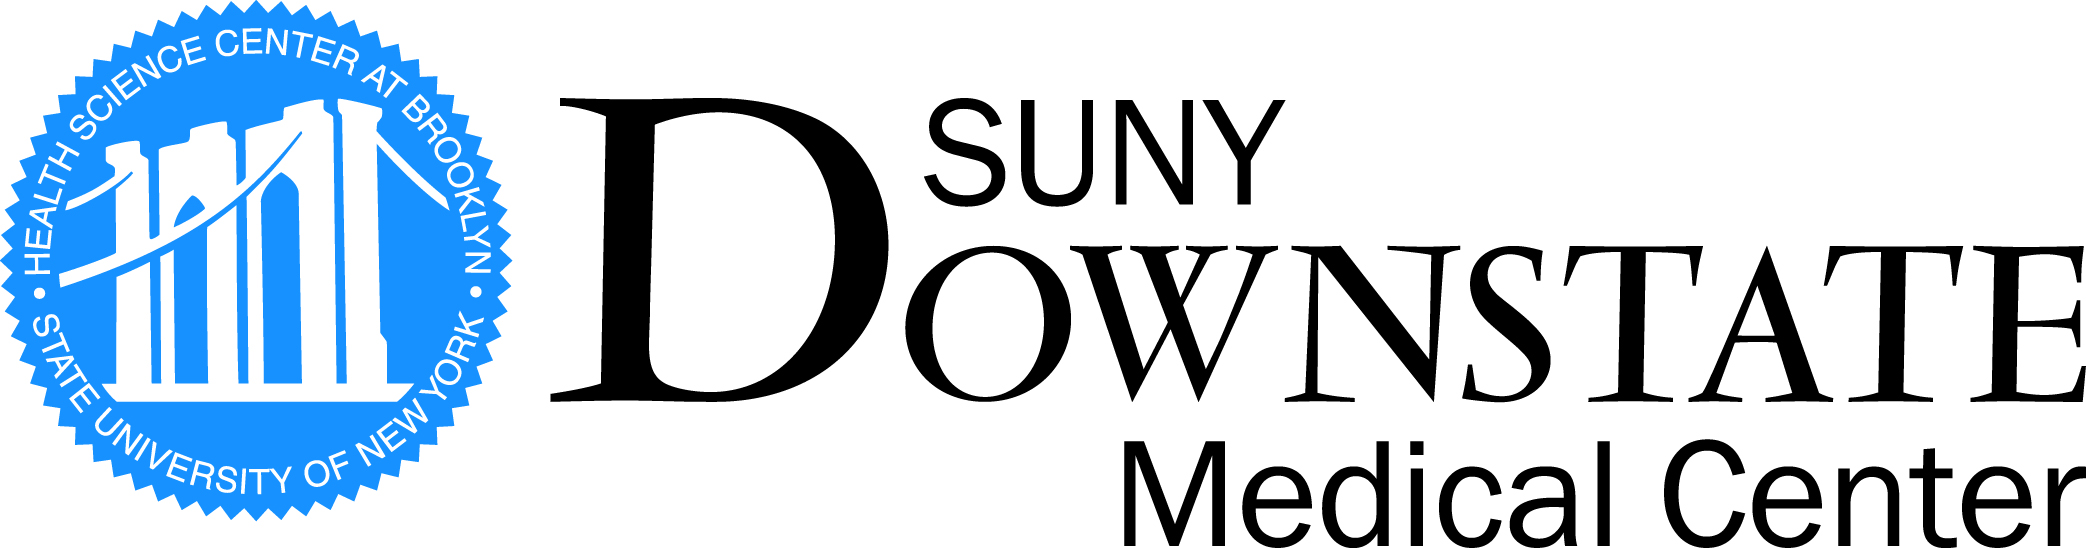 HEALTH SCIENCE CENTER AT BROOKLYN
• STATE UNIVERSITY OF NEW YORK •
SUNY
DOWNSTATE
Medical Center